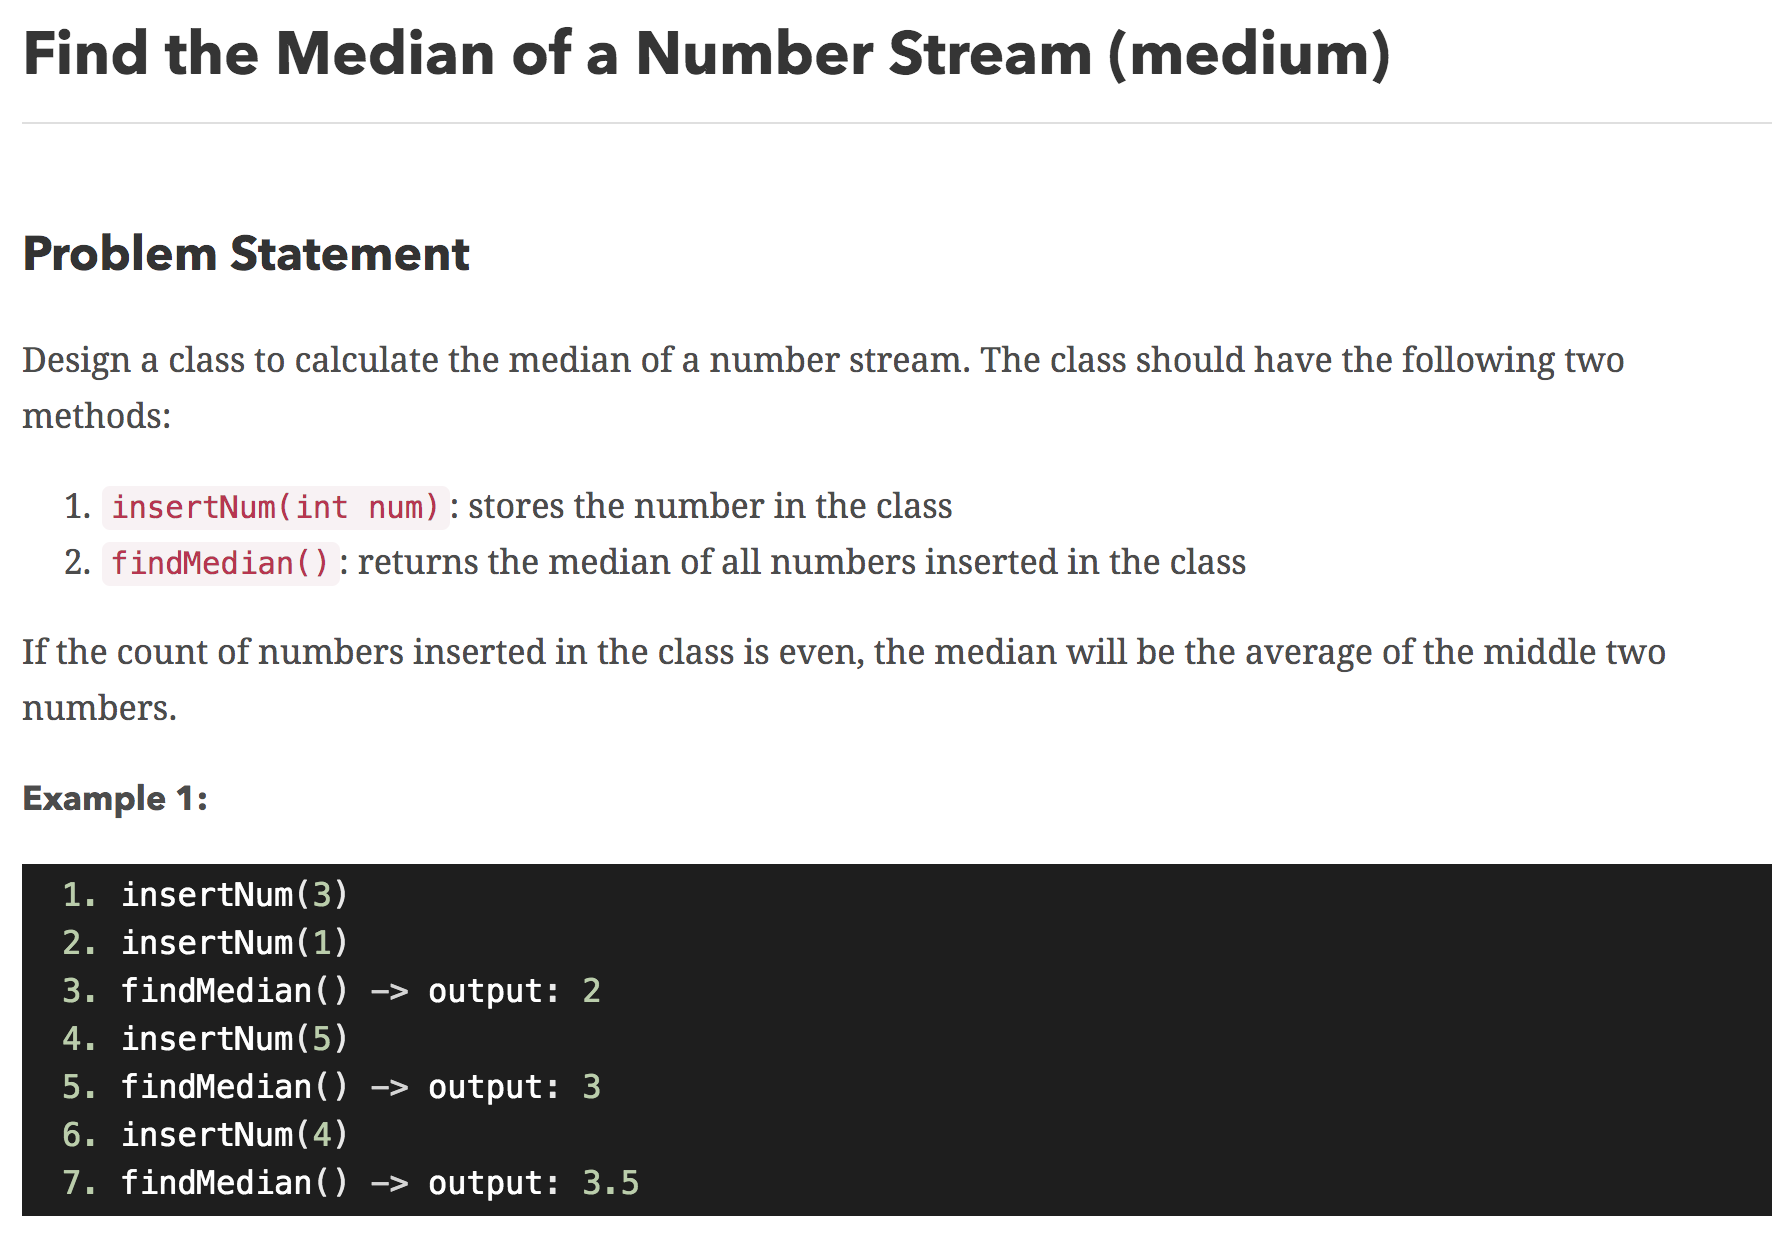 Find the Median of a Number Stream (medium)
Problem Statement
Design a class to calculate the median of a number stream. The class should have the following two
methods:
1. insertNum(int num): stores the number in the class
2. findMedian(): returns the median of all numbers inserted in the class
If the count of numbers inserted in the class is even, the median will be the average of the middle two
numbers.
Example 1:
1. insertNum(3)
2. insertNum(1)
3. findMedian() -> output: 2
4. insertNum(5)
5. findMedian() -> output: 3
6. insertNum(4)
7. findMedian() -> output: 3.5